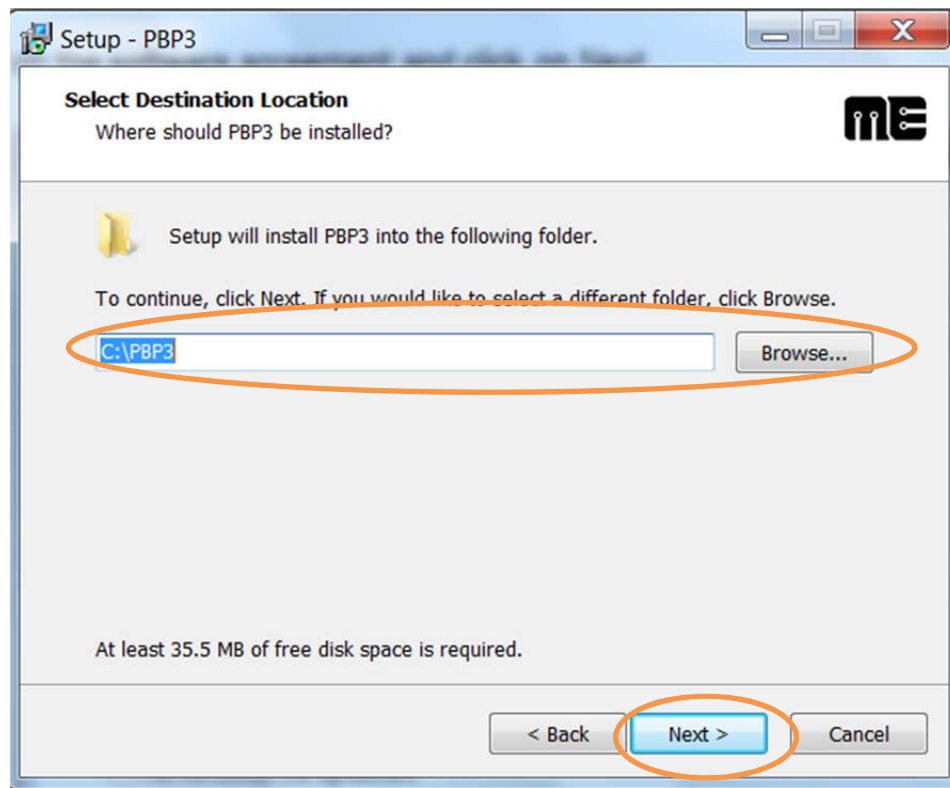 Setup - PBP3
Select Destination Location
Where should PBP3 be installed?
ME
Setup will install PBP3 into the following folder.
To continue, click Next. If you would like to select a different folder, click Browse.
C:\PBP3
Browse...
At least 35.5 MB of free disk space is required.
< Back
Next >
Cancel